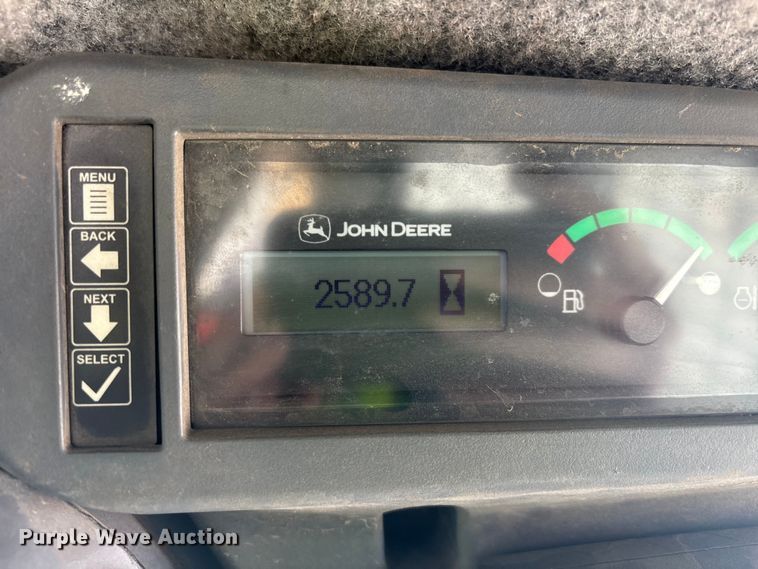 MENU
BACK
NEXT
SELECT
JOHN DEERE
2589.7
Purple Wave Auction